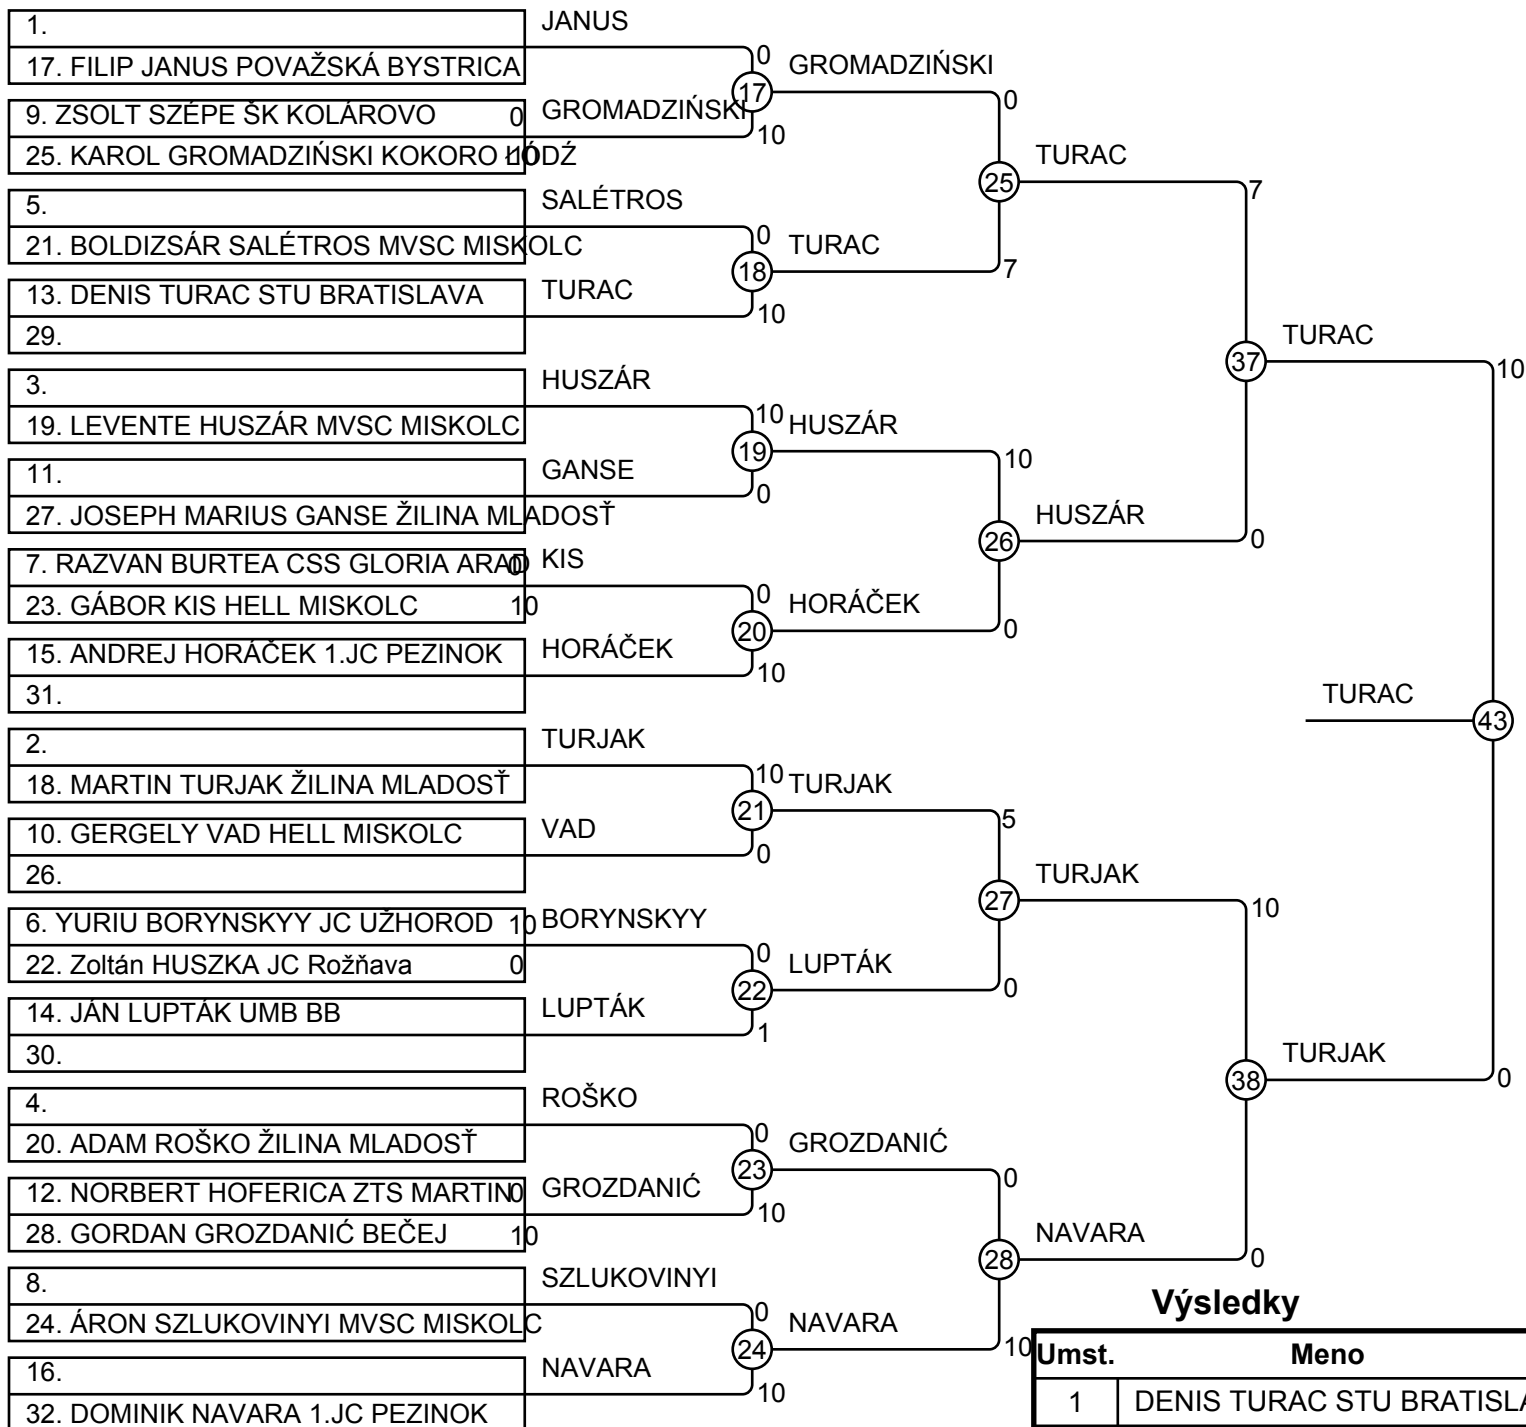 1.
17. FILIP JANUS POVAŽSKÁ BYSTRICA
9. ZSOLT SZÉPE ŠK KOLÁROVO 0
25. KAROL GROMADZIŃSKI KOKORO ŁÓDŹ 10
5.
21. BOLDIZSÁR SALÉTROS MVSC MISKOLC
13. DENIS TURAC STU BRATISLAVA
29.
3.
19. LEVENTE HUSZÁR MVSC MISKOLC
11.
27. JOSEPH MARIUS GANSE ŽILINA MLADOSŤ
7. RAZVAN BURTEA CSS GLORIA ARAD 0
23. GÁBOR KIS HELL MISKOLC 10
15. ANDREJ HORÁČEK 1.JC PEZINOK
31.
2.
18. MARTIN TURJAK ŽILINA MLADOSŤ
10. GERGELY VAD HELL MISKOLC
26.
6. YURIU BORYNSKYY JC UŽHOROD 10
22. Zoltán HUSZKA JC Rožňava 0
14. JÁN LUPTÁK UMB BB
30.
4.
20. ADAM ROŠKO ŽILINA MLADOSŤ
12. NORBERT HOFERICA ZTS MARTIN 0
28. GORDAN GROZDANIĆ BEČEJ 10
8.
24. ÁRON SZLUKOVINYI MVSC MISKOLC
16.
32. DOMINIK NAVARA 1.JC PEZINOK
JANUS
0
17
GROMADZIŃSKI
10
SALÉTROS
0
18
TURAC
10
HUSZÁR
10
19
GANSE
0
KIS
0
20
HORÁČEK
10
TURJAK
10
21
VAD
0
BORYNSKYY
0
22
LUPTÁK
1
ROŠKO
0
23
GROZDANIĆ
10
SZLUKOVINYI
0
24
NAVARA
10
GROMADZIŃSKI
0
25
TURAC
7
HUSZÁR
10
26
HORÁČEK
0
TURJAK
5
27
LUPTÁK
0
GROZDANIĆ
0
28
NAVARA
10
TURAC
7
37
HUSZÁR
0
TURJAK
10
38
NAVARA
0
TURAC
10
43
TURJAK
0
TURAC
Výsledky
Umst. Meno
1 DENIS TURAC STU BRATISLA